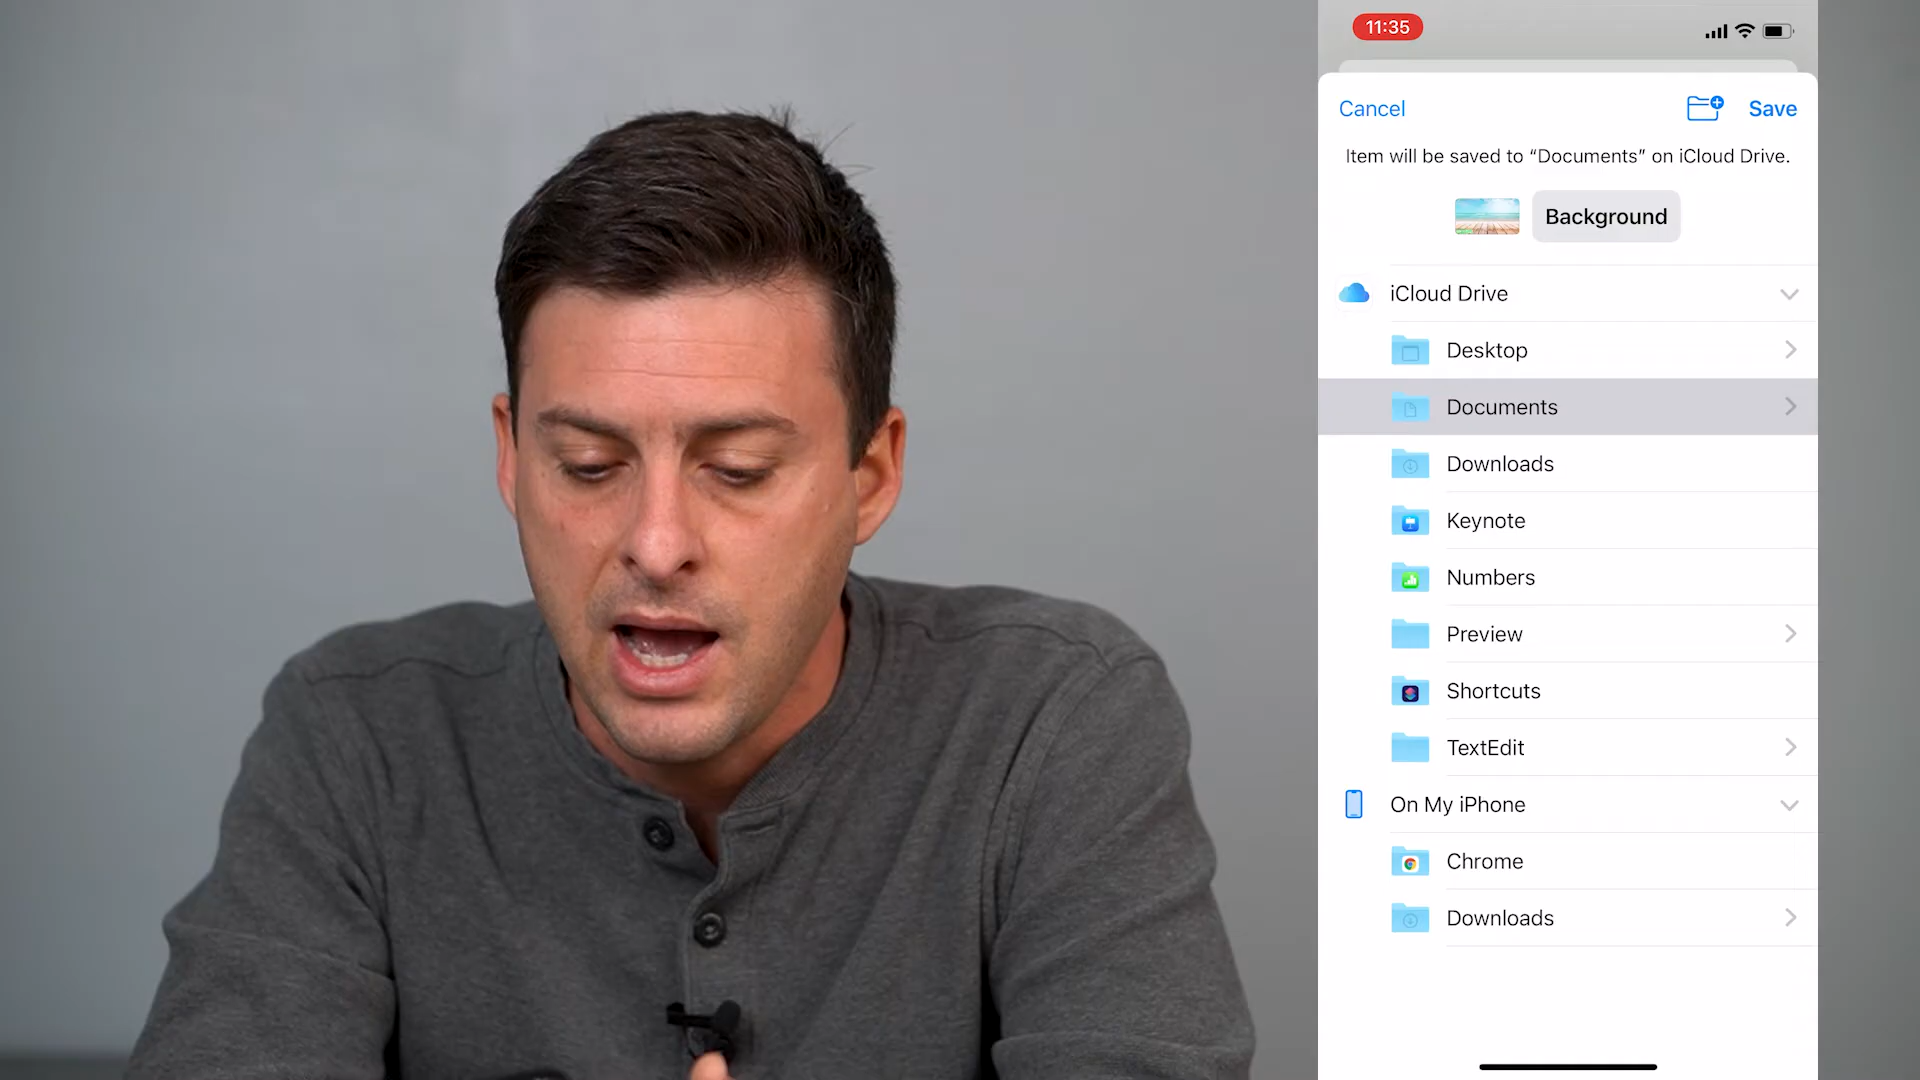 11:35
Cancel
Save
Item will be saved to “Documents” on iCloud Drive.
Background
iCloud Drive
Desktop
Documents
Downloads
Keynote
Numbers
Preview
Shortcuts
TextEdit
On My iPhone
Chrome
Downloads